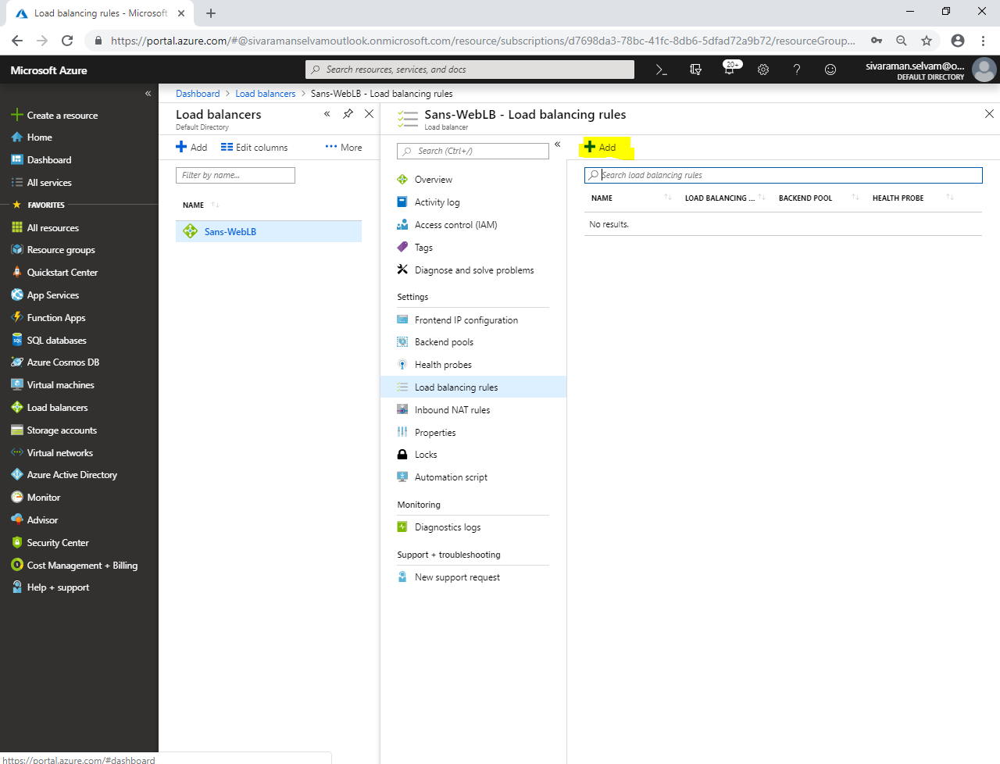 Load balancing rules - Microsoft
https://portal.azure.com/#@sivaramanselvamoutlook.onmicrosoft.com/resource/subscriptions/d7698da3-78bc-41fc-8db6-5dfad72a9b72/resourceGroup...
Microsoft Azure
Search resources, services, and docs
20+
sivaraman.selvam@o...
DEFAULT DIRECTORY
Create a resource
Home
Dashboard
All services
FAVORITES
All resources
Resource groups
Quickstart Center
App Services
Function Apps
SQL databases
Azure Cosmos DB
Virtual machines
Load balancers
Storage accounts
Virtual networks
Azure Active Directory
Monitor
Advisor
Security Center
Cost Management + Billing
Help + support
Dashboard > Load balancers > Sans-WebLB - Load balancing rules
Load balancers
Default Directory
Add Edit columns ··· More
Filter by name...
NAME
Sans-WebLB
Sans-WebLB - Load balancing rules
Load balancer
Search (Ctrl+/)
Overview
Activity log
Access control (IAM)
Tags
Diagnose and solve problems
Settings
Frontend IP configuration
Backend pools
Health probes
Load balancing rules
Inbound NAT rules
Properties
Locks
Automation script
Monitoring
Diagnostics logs
Support + troubleshooting
New support request
Add
Search load balancing rules
NAME LOAD BALANCING ... BACKEND POOL HEALTH PROBE
No results.
https://portal.azure.com/#dashboard